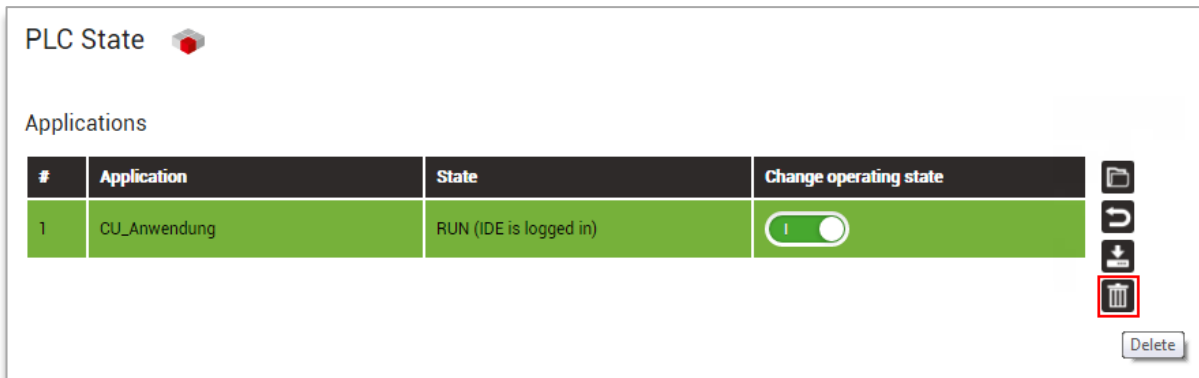 PLC State
Applications
# Application State Change operating state
1 CU_Anwendung RUN (IDE is logged in) I
Delete